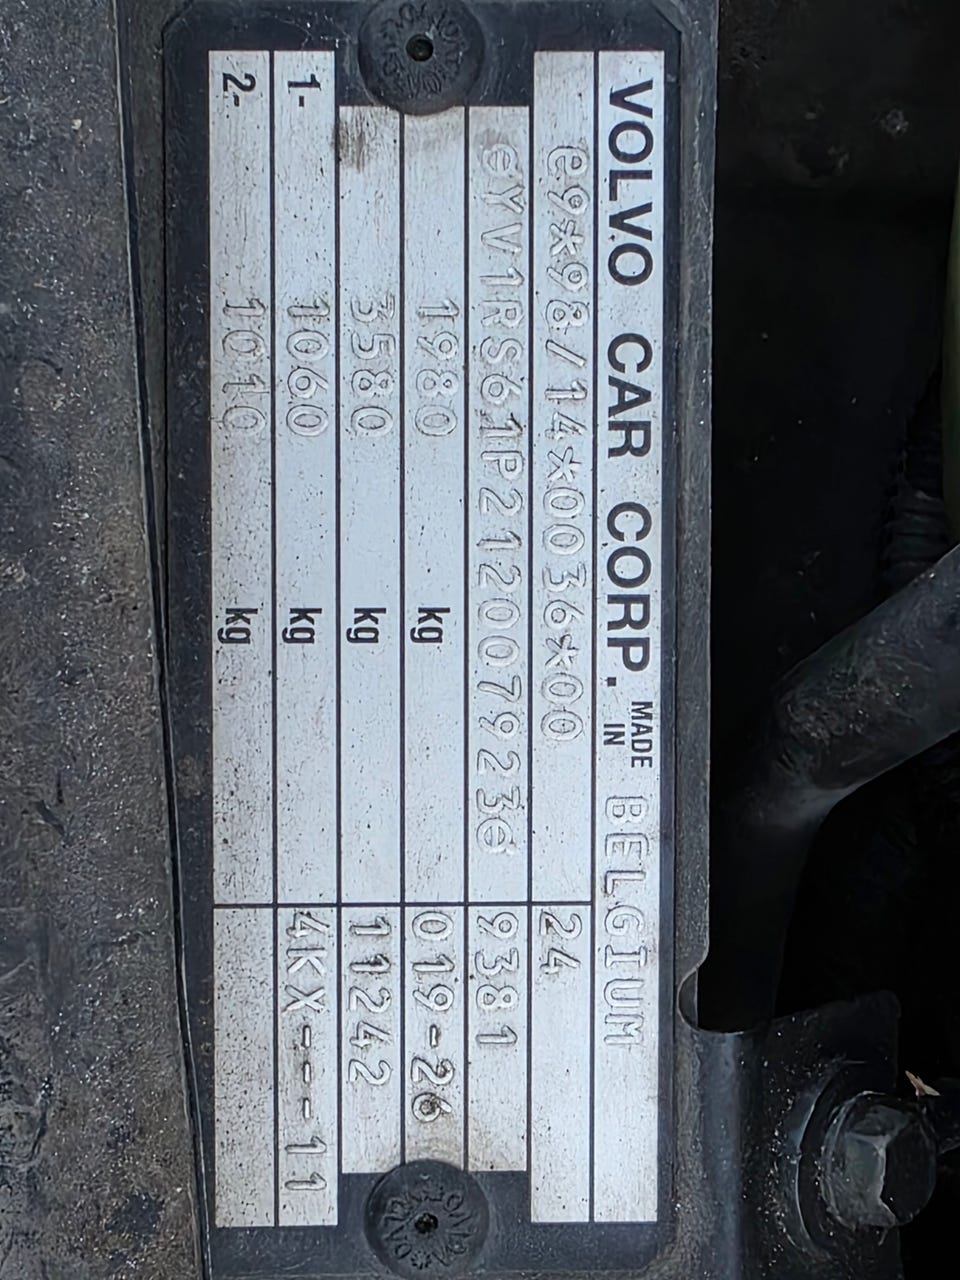 VOLVO CAR CORP. MADE IN BELGIUM
e9*98/14*0036*00 24
eYV1RS61P212007923e 9381
1980 kg 019-26
3580 kg 11242
1- 1060 kg 4KX---11
2- 1010 kg